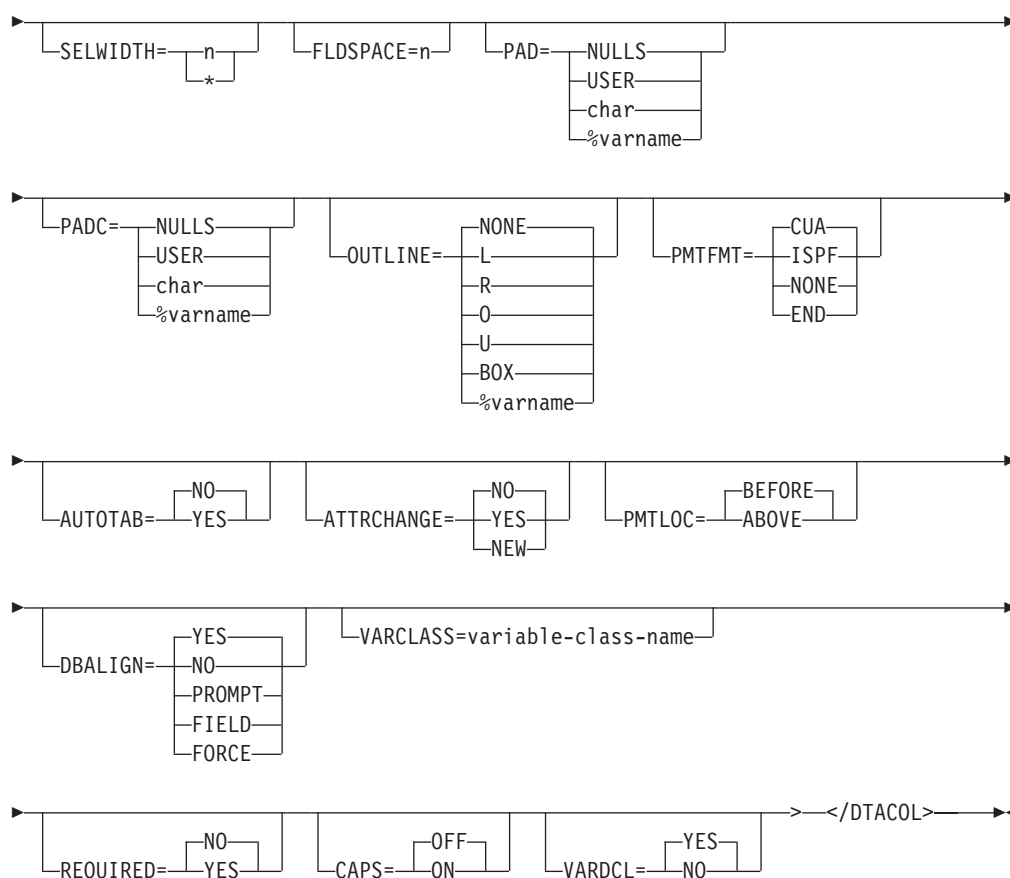 SELWIDTH= n FLDSPACE=n PAD= NULLS
* USER
char
%varname
PADC= NULLS OUTLINE= NONE PMTFMT= CUA
USER L ISPF
char R NONE
%varname O END
U
BOX
%varname
NO NO BEFORE
AUTOTAB= YES ATTRCHANGE= YES PMTLOC= ABOVE
NEW
YES VARCLASS=variable-class-name
DBALIGN= NO
PROMPT
FIELD
FORCE
NO OFF YES > </DTACOL>
REQUIRED= YES CAPS= ON VARDCL= NO